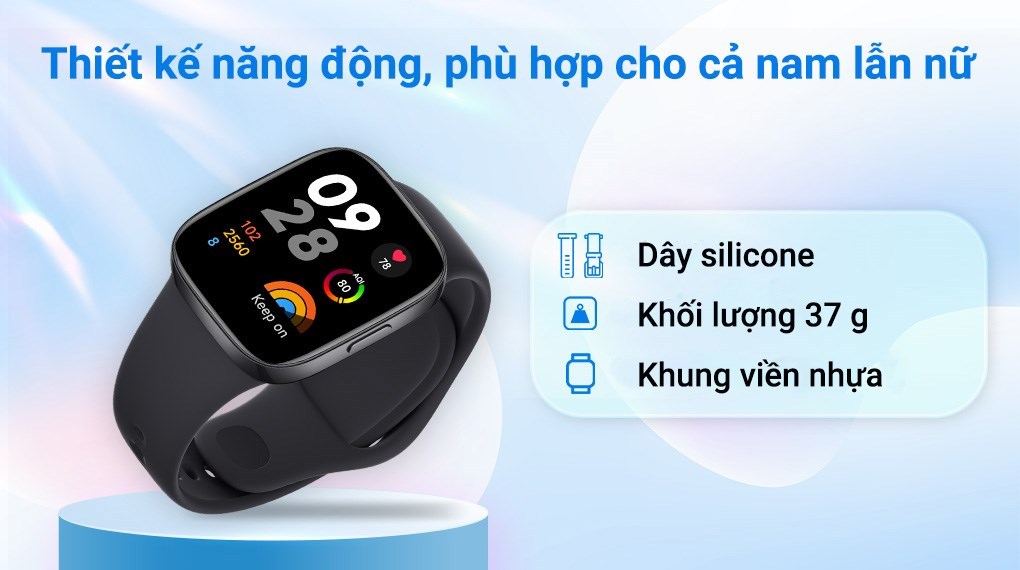 Thiết kế năng động, phù hợp cho cả nam lẫn nữ
09
28
102
2560
8
78
AQI
80
Keep on
Dây silicone
Khối lượng 37 g
Khung viền nhựa